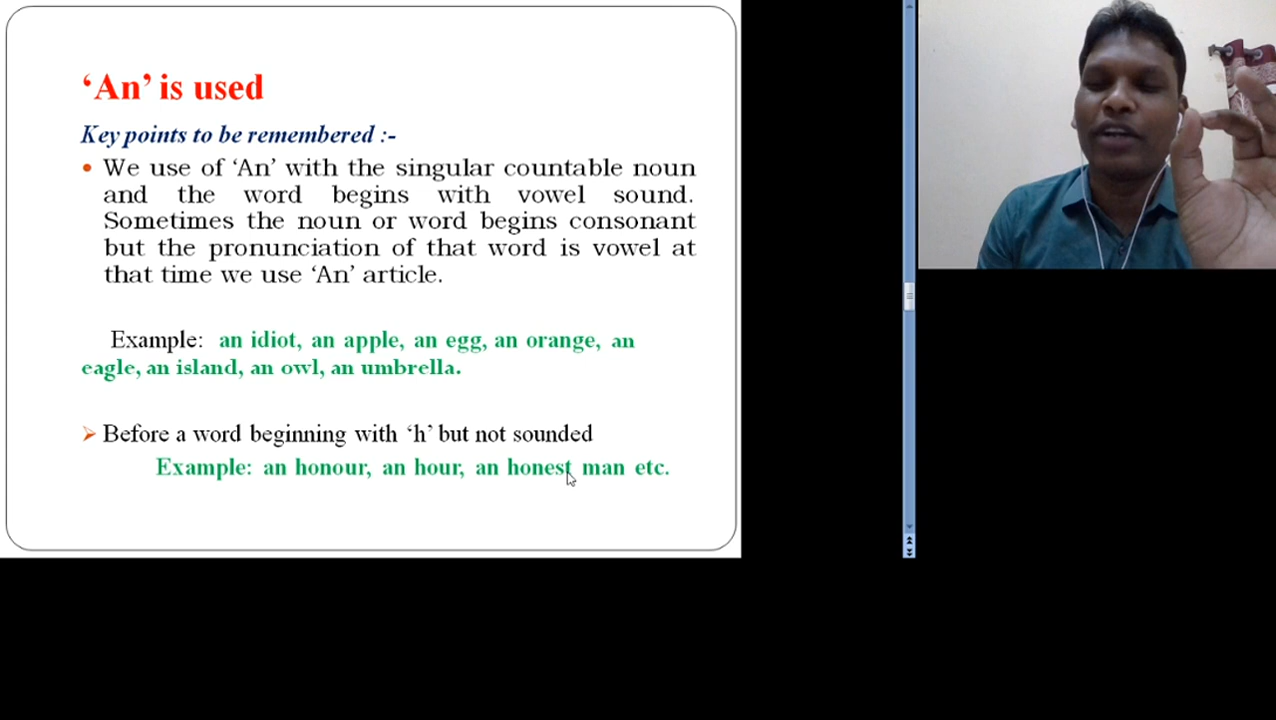 ‘An’ is used
Key points to be remembered :-
• We use of ‘An’ with the singular countable noun
and the word begins with vowel sound.
Sometimes the noun or word begins consonant
but the pronunciation of that word is vowel at
that time we use ‘An’ article.
Example: an idiot, an apple, an egg, an orange, an
eagle, an island, an owl, an umbrella.
➢ Before a word beginning with ‘h’ but not sounded
Example: an honour, an hour, an honest man etc.